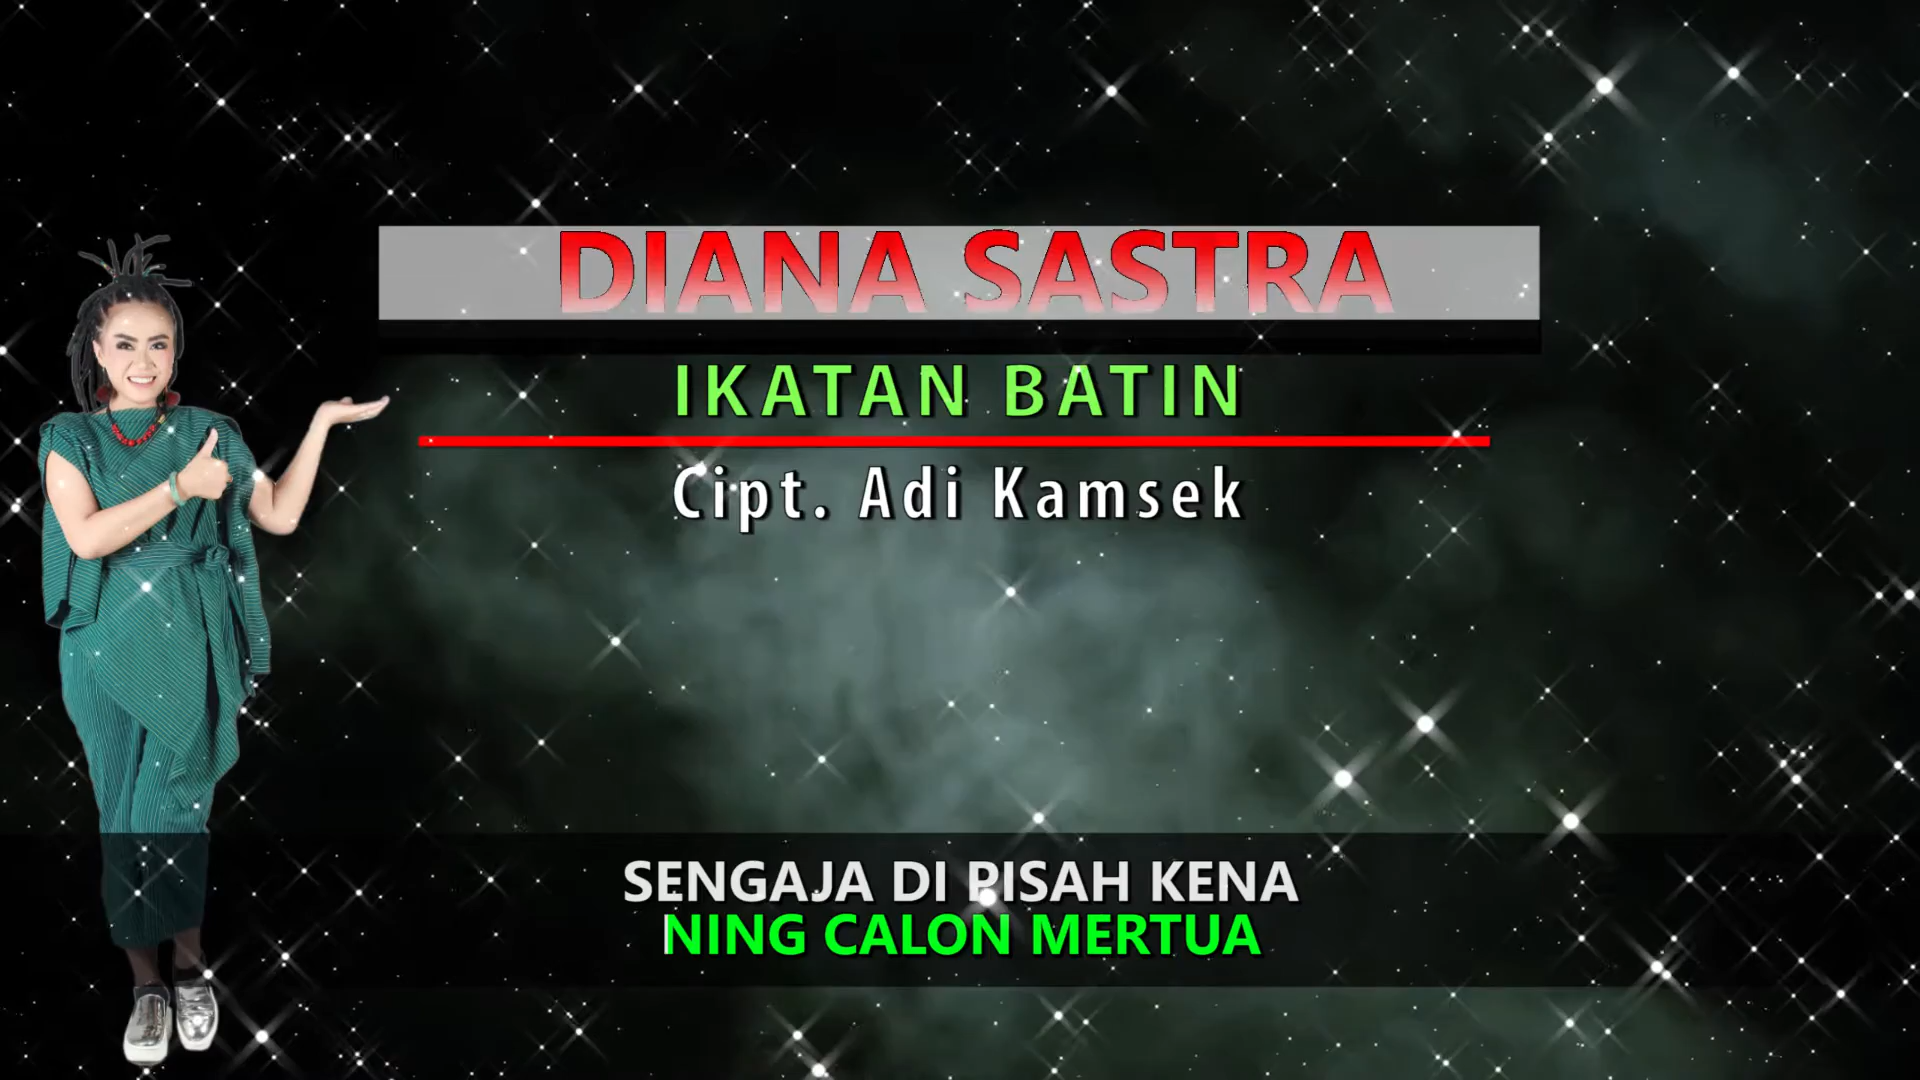 DIANA SASTRA
IKATAN BATIN
Cipt. Adi Kamsek
SENGAJA DI PISAH KENA
NING CALON MERTUA